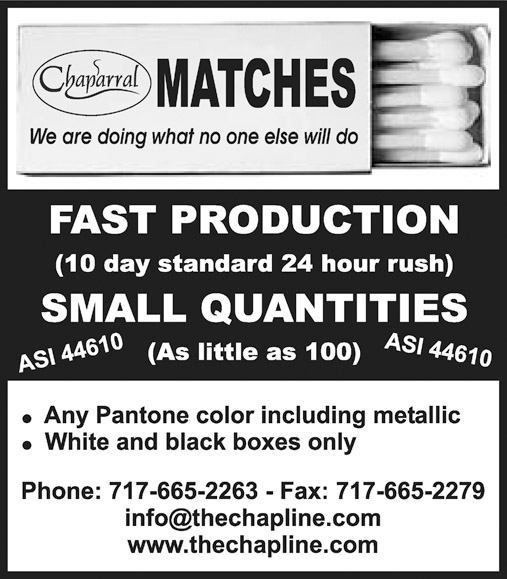 Chaparral MATCHES
We are doing what no one else will do
FAST PRODUCTION
(10 day standard 24 hour rush)
SMALL QUANTITIES
ASI 44610 (As little as 100) ASI 44610
• Any Pantone color including metallic
• White and black boxes only
Phone: 717-665-2263 - Fax: 717-665-2279
info@thechapline.com
www.thechapline.com